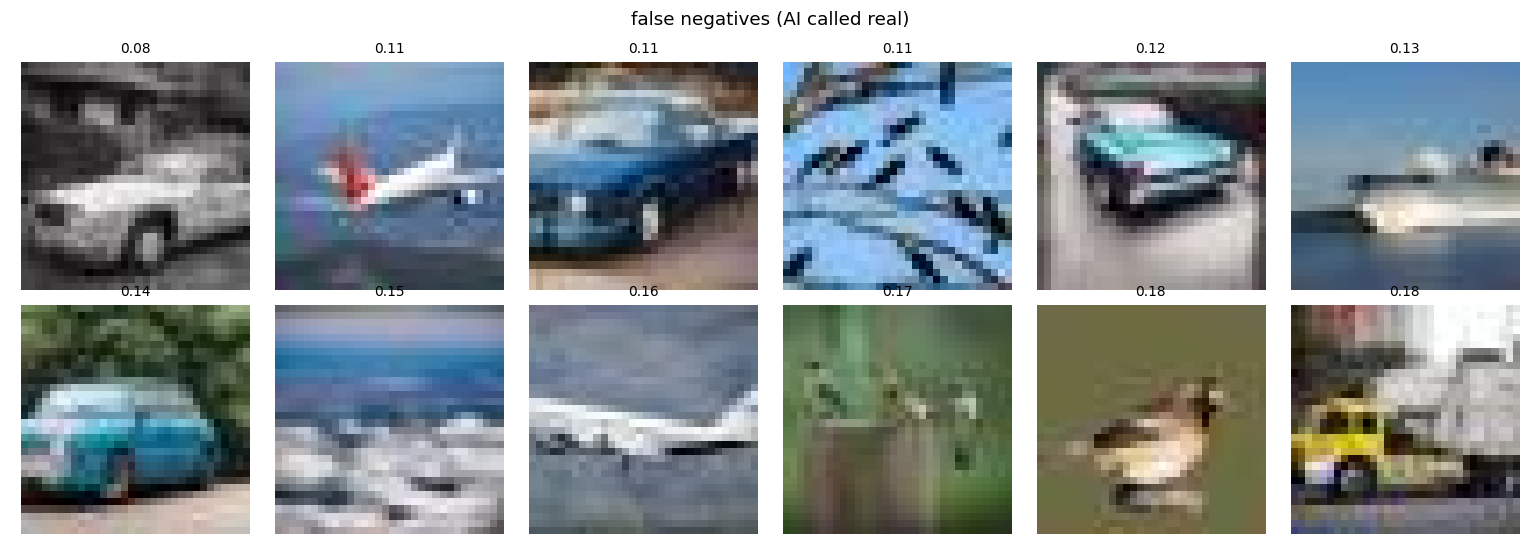 false negatives (AI called real)
0.08 0.11 0.11 0.11 0.12 0.13
0.14 0.15 0.16 0.17 0.18 0.18